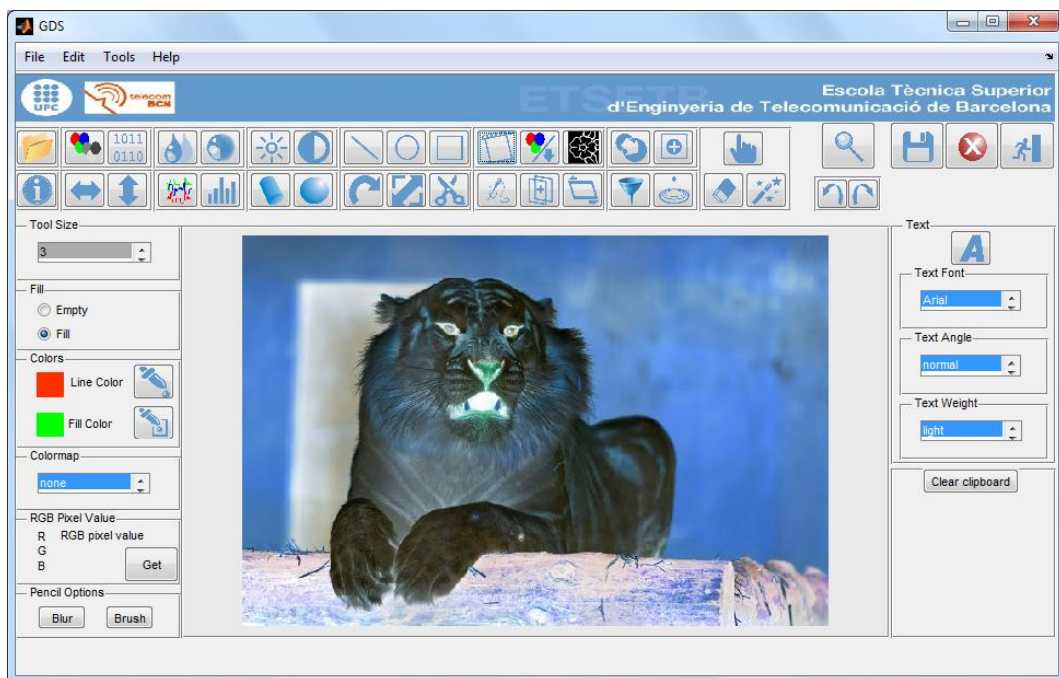 GDS
File Edit Tools Help
UPC
telecom
BCN
ETSETB
Escola Tècnica Superior
d'Enginyeria de Telecomunicació de Barcelona
1011
0110
Tool Size
3
Fill
Empty
Fill
Colors
Line Color
Fill Color
Colormap
none
RGB Pixel Value
R RGB pixel value
G
B
Get
Pencil Options
Blur Brush
Text
A
Text Font
Arial
Text Angle
normal
Text Weight
light
Clear clipboard